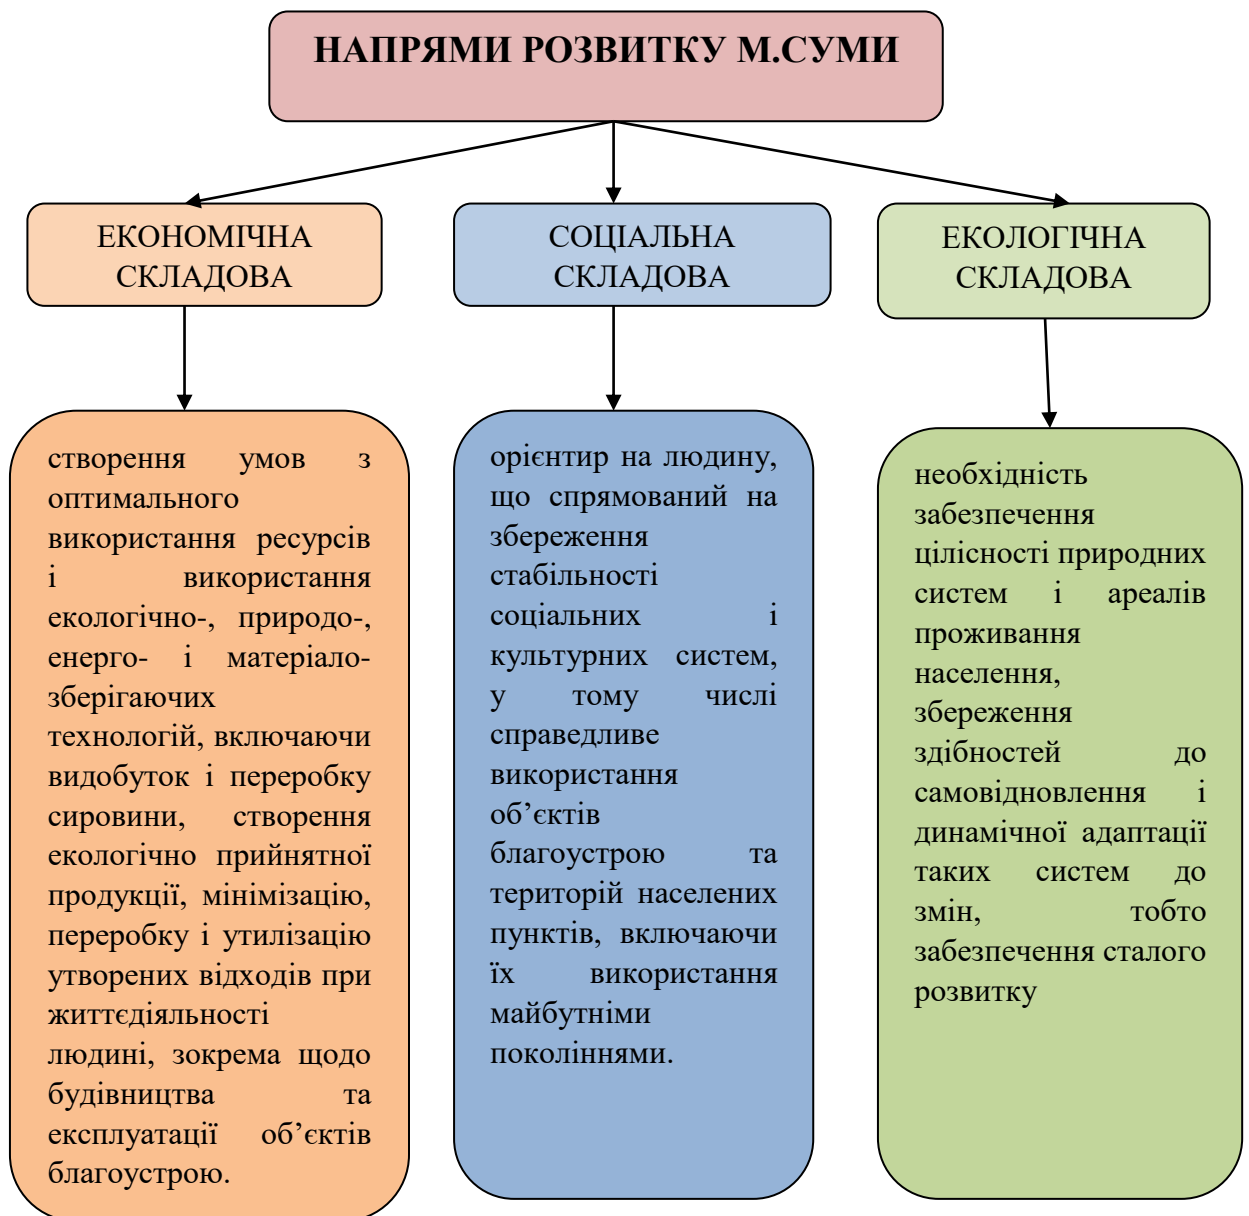 НАПРЯМИ РОЗВИТКУ М.СУМИ
ЕКОНОМІЧНА
СКЛАДОВА
СОЦІАЛЬНА
СКЛАДОВА
ЕКОЛОГІЧНА
СКЛАДОВА
створення умов з
оптимального
використання ресурсів
і використання
екологічно-, природо-,
енерго- і матеріало-
зберігаючих
технологій, включаючи
видобуток і переробку
сировини, створення
екологічно прийнятної
продукції, мінімізацію,
переробку і утилізацію
утворених відходів при
життєдіяльності
людині, зокрема щодо
будівництва та
експлуатації об’єктів
благоустрою.
орієнтир на людину,
що спрямований на
збереження
стабільності
соціальних і
культурних систем,
у тому числі
справедливе
використання
об’єктів
благоустрою та
територій населених
пунктів, включаючи
їх використання
майбутніми
поколіннями.
необхідність
забезпечення
цілісності природних
систем і ареалів
проживання
населення,
збереження
здібностей до
самовідновлення і
динамічної адаптації
таких систем до
змін, тобто
забезпечення сталого
розвитку